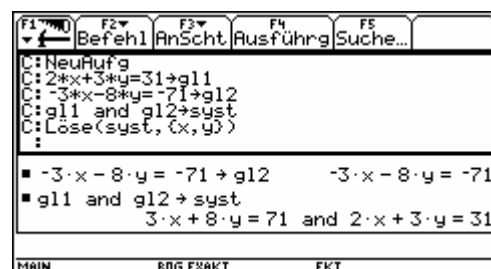 F1 F2 F3 F4 F5
Befehl AnScht Ausführg Suche…
C:NeuAufg
C:2*x+3*y=31→gl1
C:-3*x-8*y=-71→gl2
C:gl1 and gl2→syst
C:Löse(syst,{x,y})
:
▪ -3·x - 8·y = -71 → gl2 -3·x - 8·y = -71
▪ gl1 and gl2 → syst
3·x + 8·y = 71 and 2·x + 3·y = 31
MAIN BOG EXAKT FKT